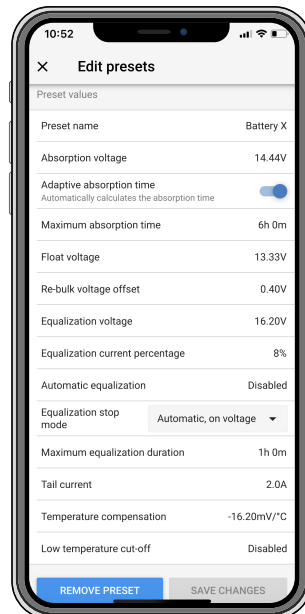 10:52
Edit presets
Preset values
Preset name Battery X
Absorption voltage 14.44V
Adaptive absorption time
Automatically calculates the absorption time
Maximum absorption time 6h 0m
Float voltage 13.33V
Re-bulk voltage offset 0.40V
Equalization voltage 16.20V
Equalization current percentage 8%
Automatic equalization Disabled
Equalization stop
mode
Automatic, on voltage
Maximum equalization duration 1h 0m
Tail current 2.0A
Temperature compensation -16.20mV/°C
Low temperature cut-off Disabled
REMOVE PRESET SAVE CHANGES